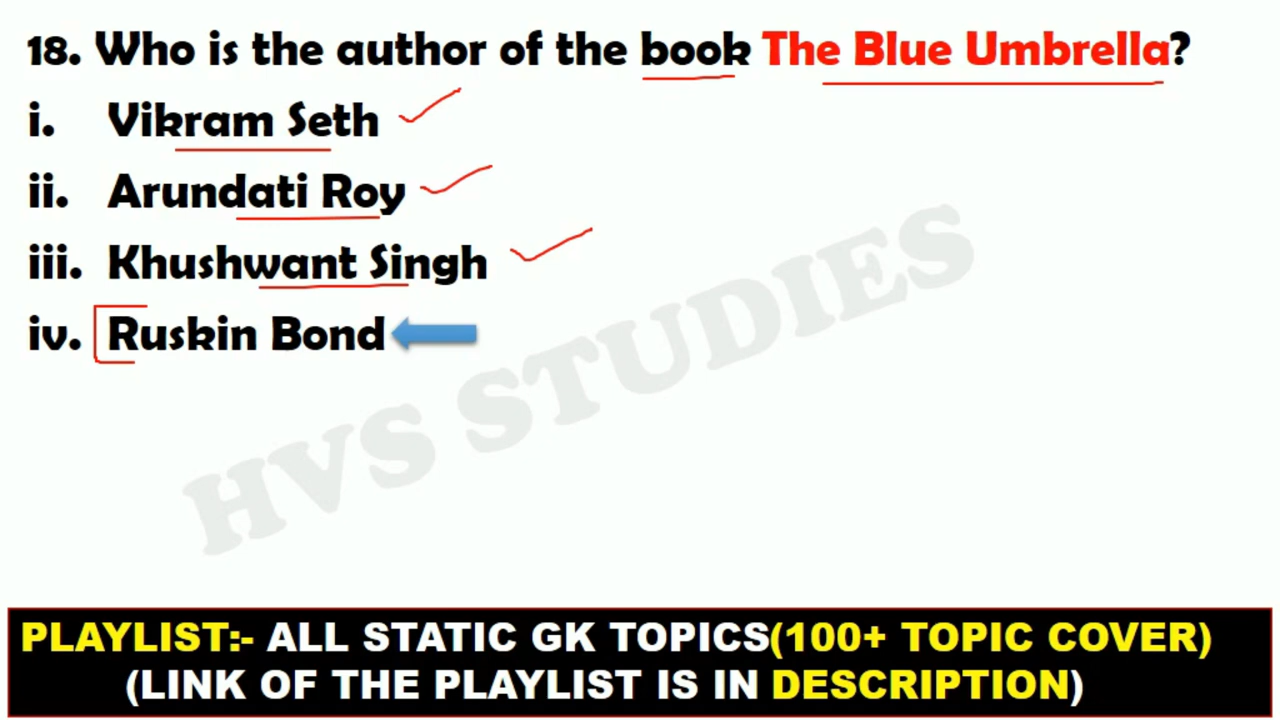 18. Who is the author of the book The Blue Umbrella?
i. Vikram Seth
ii. Arundati Roy
iii. Khushwant Singh
iv. Ruskin Bond
HVS STUDIES
PLAYLIST:- ALL STATIC GK TOPICS(100+ TOPIC COVER)
(LINK OF THE PLAYLIST IS IN DESCRIPTION)